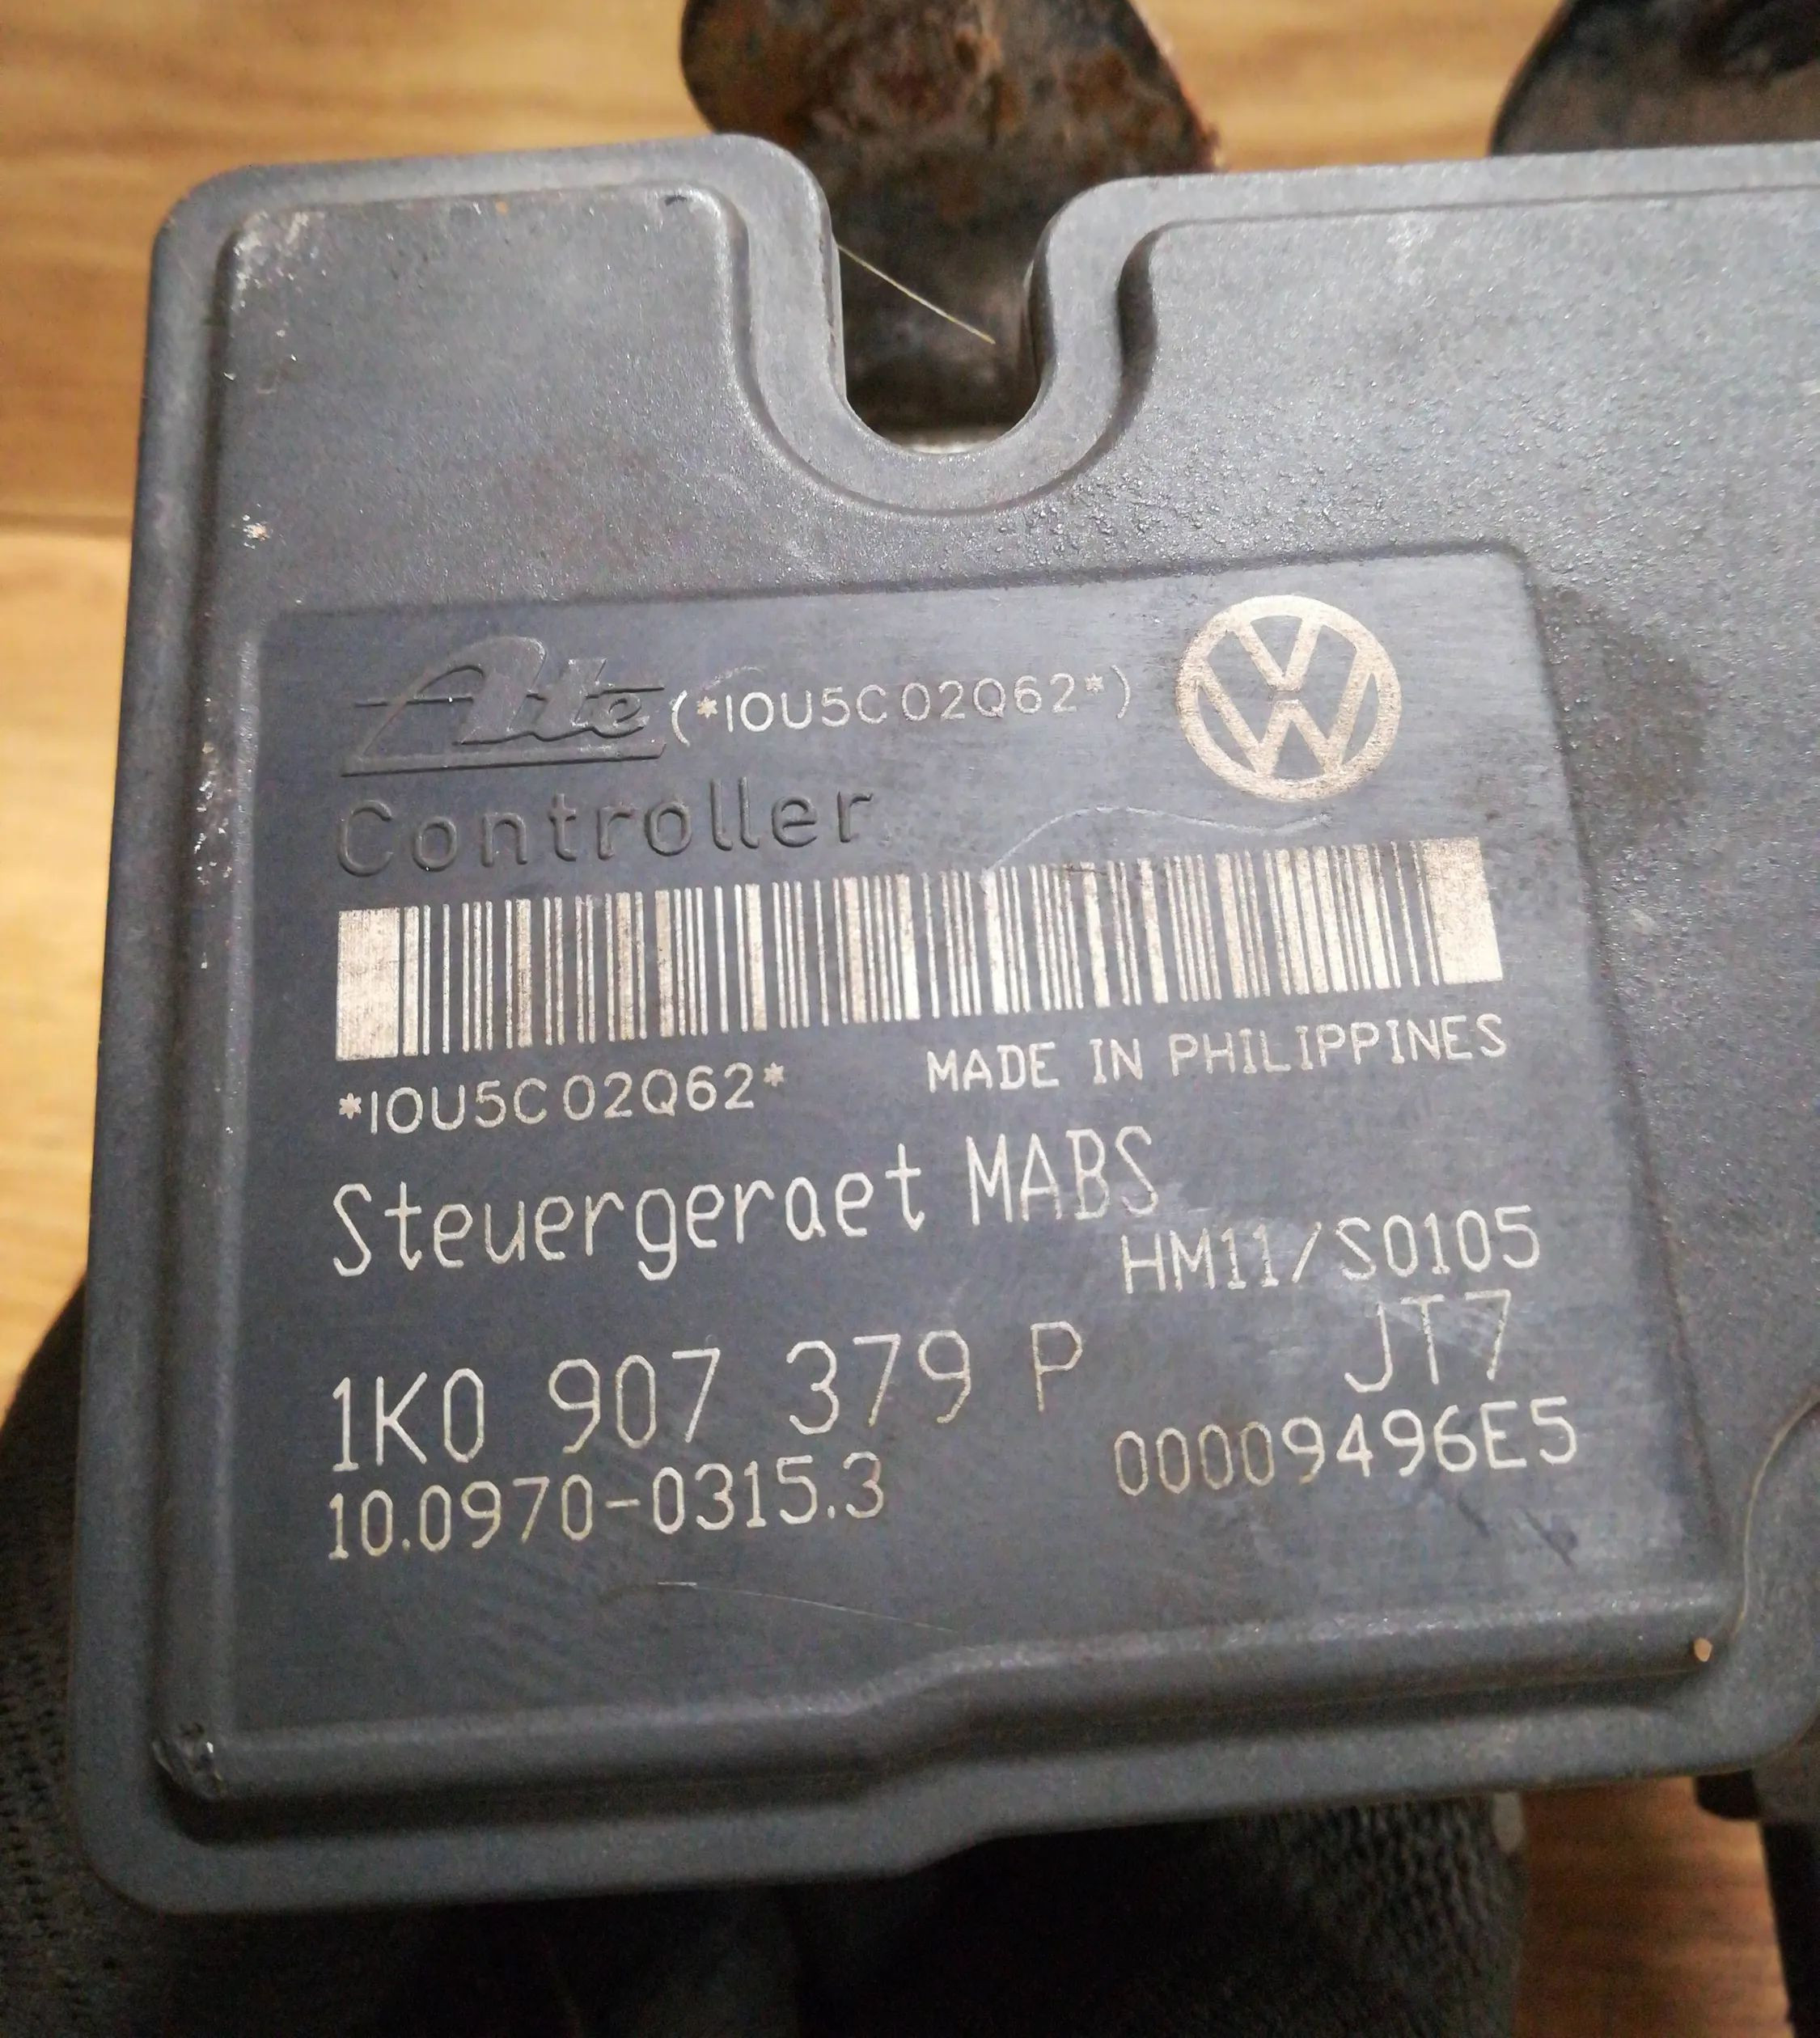 Ate (*IOU5C02Q62*)
Controller
*IOU5C02Q62* MADE IN PHILIPPINES
Steuergeraet MABS
HM11/S0105
JT7
1K0 907 379 P
00009496E5
10.0970-0315.3